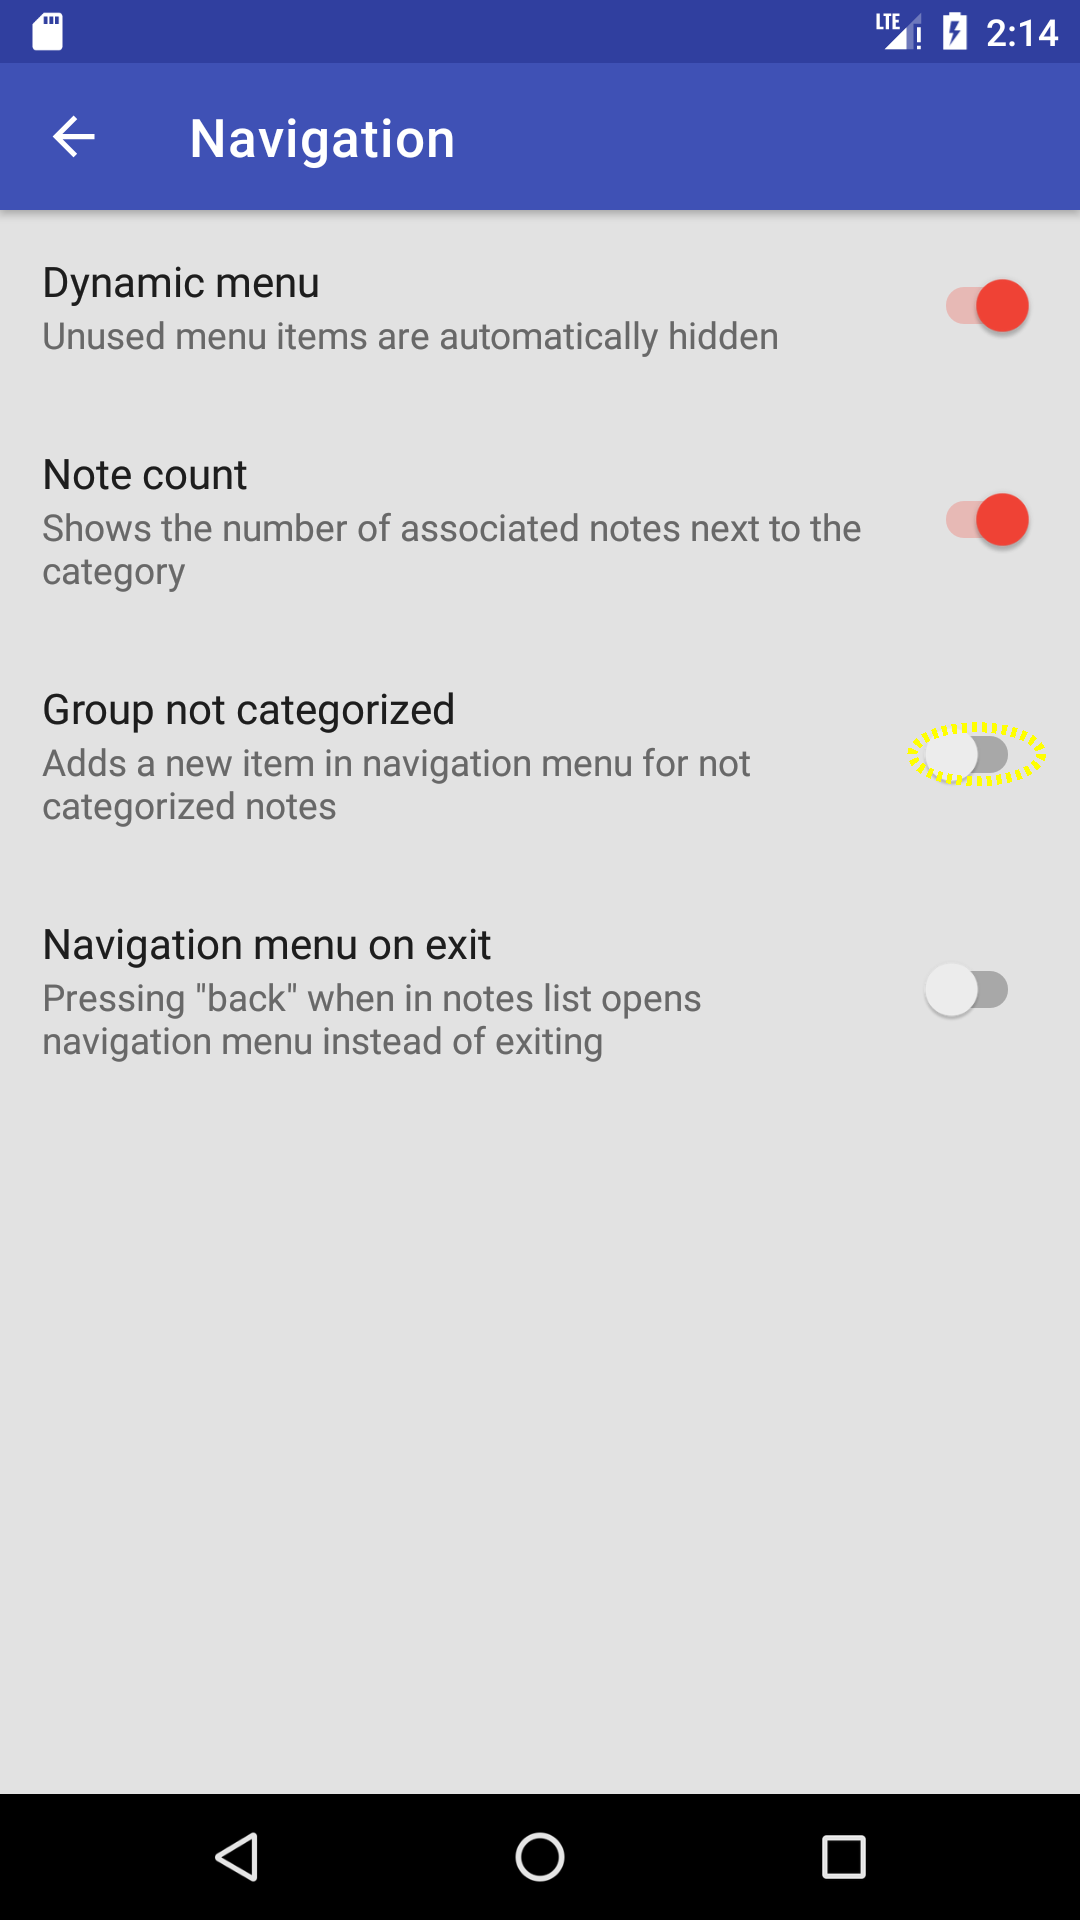 LTE 2:14
Navigation
Dynamic menu
Unused menu items are automatically hidden
Note count
Shows the number of associated notes next to the
category
Group not categorized
Adds a new item in navigation menu for not
categorized notes
Navigation menu on exit
Pressing "back" when in notes list opens
navigation menu instead of exiting